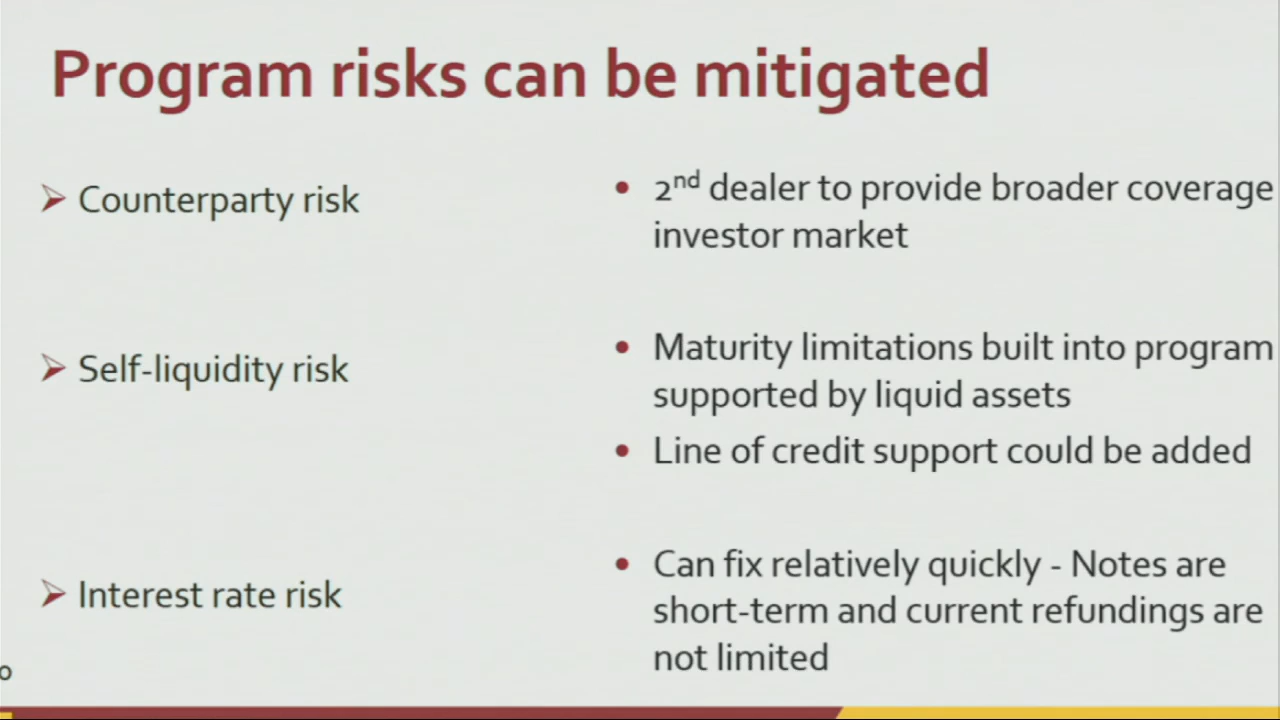 Program risks can be mitigated
➢ Counterparty risk
• 2nd dealer to provide broader coverage
investor market
➢ Self-liquidity risk
• Maturity limitations built into program
supported by liquid assets
• Line of credit support could be added
➢ Interest rate risk
• Can fix relatively quickly - Notes are
short-term and current refundings are
not limited